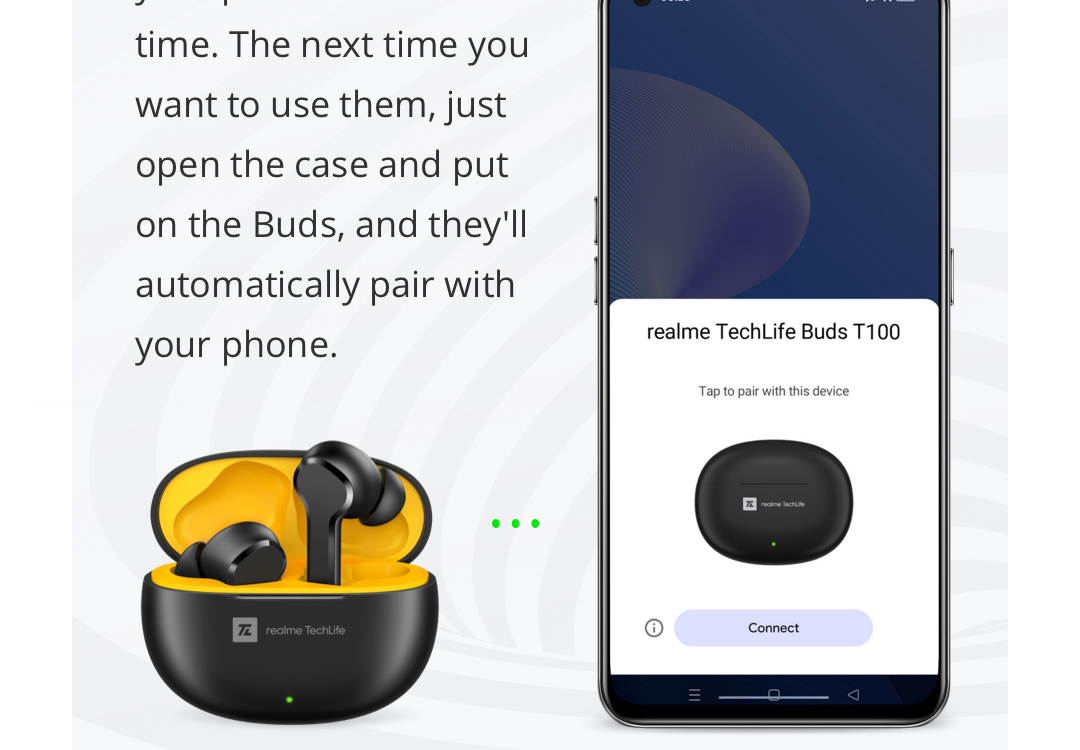 time. The next time you
want to use them, just
open the case and put
on the Buds, and they'll
automatically pair with
your phone.
realme TechLife Buds T100
Tap to pair with this device
TL realme TechLife
Connect
TL realme TechLife